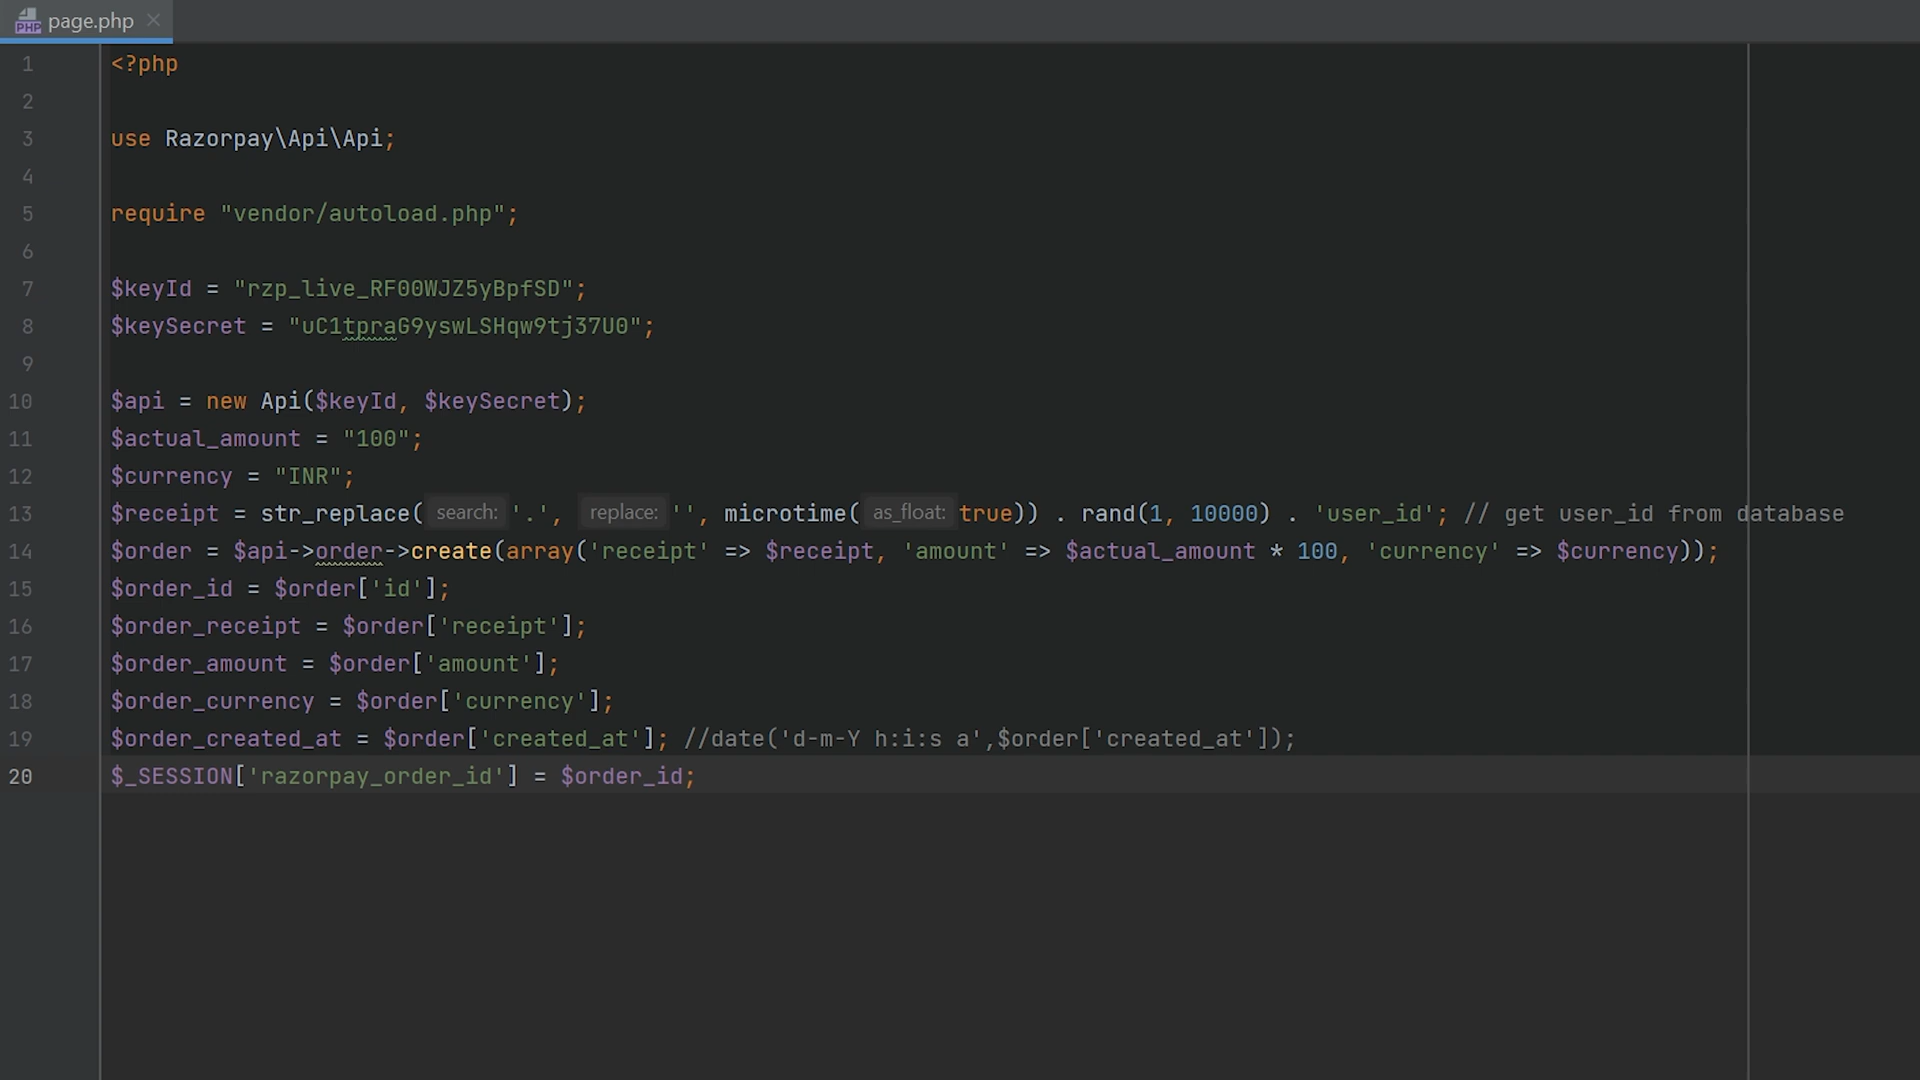 page.php
1 <?php
2
3 use Razorpay\Api\Api;
4
5 require "vendor/autoload.php";
6
7 $keyId = "rzp_live_RF00WJZ5yBpfSD";
8 $keySecret = "uC1tpraG9yswLSHqw9tj37U0";
9
10 $api = new Api($keyId, $keySecret);
11 $actual_amount = "100";
12 $currency = "INR";
13 $receipt = str_replace( search: '.', replace: '', microtime( as_float: true)) . rand(1, 10000) . 'user_id'; // get user_id from database
14 $order = $api->order->create(array('receipt' => $receipt, 'amount' => $actual_amount * 100, 'currency' => $currency));
15 $order_id = $order['id'];
16 $order_receipt = $order['receipt'];
17 $order_amount = $order['amount'];
18 $order_currency = $order['currency'];
19 $order_created_at = $order['created_at']; //date('d-m-Y h:i:s a',$order['created_at']);
20 $_SESSION['razorpay_order_id'] = $order_id;